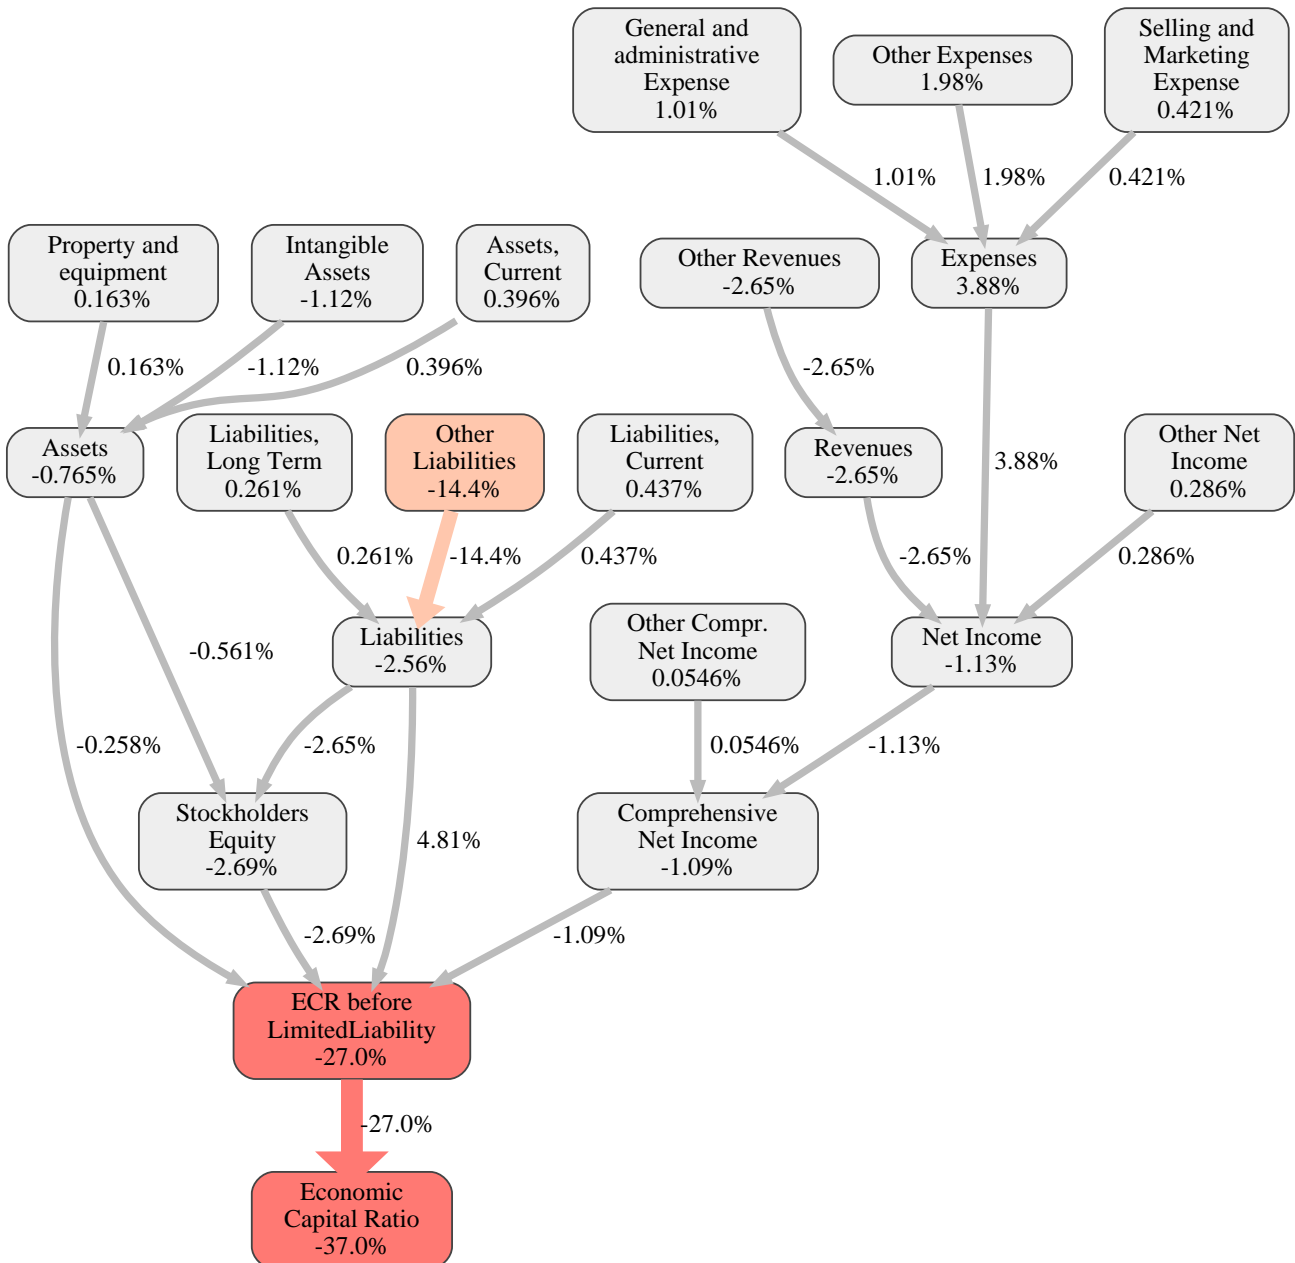 General and
administrative
Expense
1.01%
Other Expenses
1.98%
Selling and
Marketing
Expense
0.421%
1.01%
1.98%
0.421%
Property and
equipment
0.163%
Intangible
Assets
-1.12%
Assets,
Current
0.396%
Other Revenues
-2.65%
Expenses
3.88%
0.163%
-1.12%
0.396%
-2.65%
Assets
-0.765%
Liabilities,
Long Term
0.261%
Other
Liabilities
-14.4%
Liabilities,
Current
0.437%
Revenues
-2.65%
3.88%
Other Net
Income
0.286%
0.261%
-14.4%
0.437%
-2.65%
0.286%
-0.561%
Liabilities
-2.56%
Other Compr.
Net Income
0.0546%
Net Income
-1.13%
-0.258%
-2.65%
0.0546%
-1.13%
Stockholders
Equity
-2.69%
4.81%
Comprehensive
Net Income
-1.09%
-2.69%
-1.09%
ECR before
LimitedLiability
-27.0%
-27.0%
Economic
Capital Ratio
-37.0%